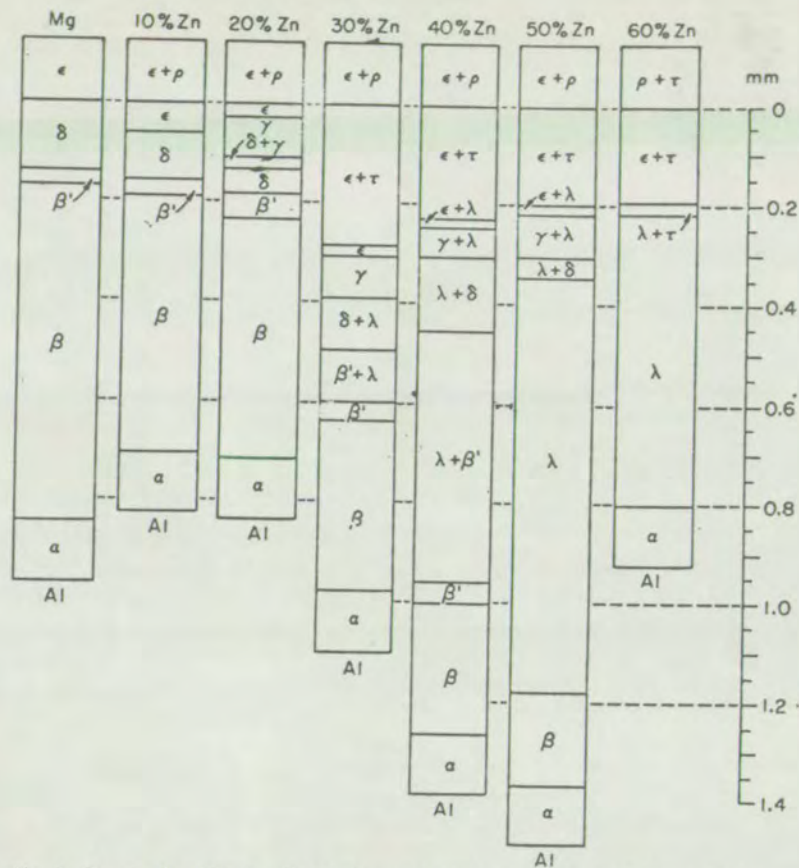 Mg 10% Zn 20% Zn 30% Zn 40% Zn 50% Zn 60% Zn
mm
ϵ
δ
β'
β
α
Al
ϵ+ρ
ϵ
δ
β'
β
α
Al
ϵ+ρ
ϵ
γ
δ+γ
δ
β'
β
α
Al
ϵ+ρ
ϵ+τ
ϵ
γ
δ+λ
β'+λ
β'
β
α
Al
ϵ+ρ
ϵ+τ
ϵ+λ
γ+λ
λ+δ
λ+β'
β'
β
α
Al
ϵ+ρ
ϵ+τ
ϵ+λ
γ+λ
λ+δ
λ
β
α
Al
ρ+τ
ϵ+τ
λ+τ
λ
α
Al
0
0.2
0.4
0.6
0.8
1.0
1.2
1.4